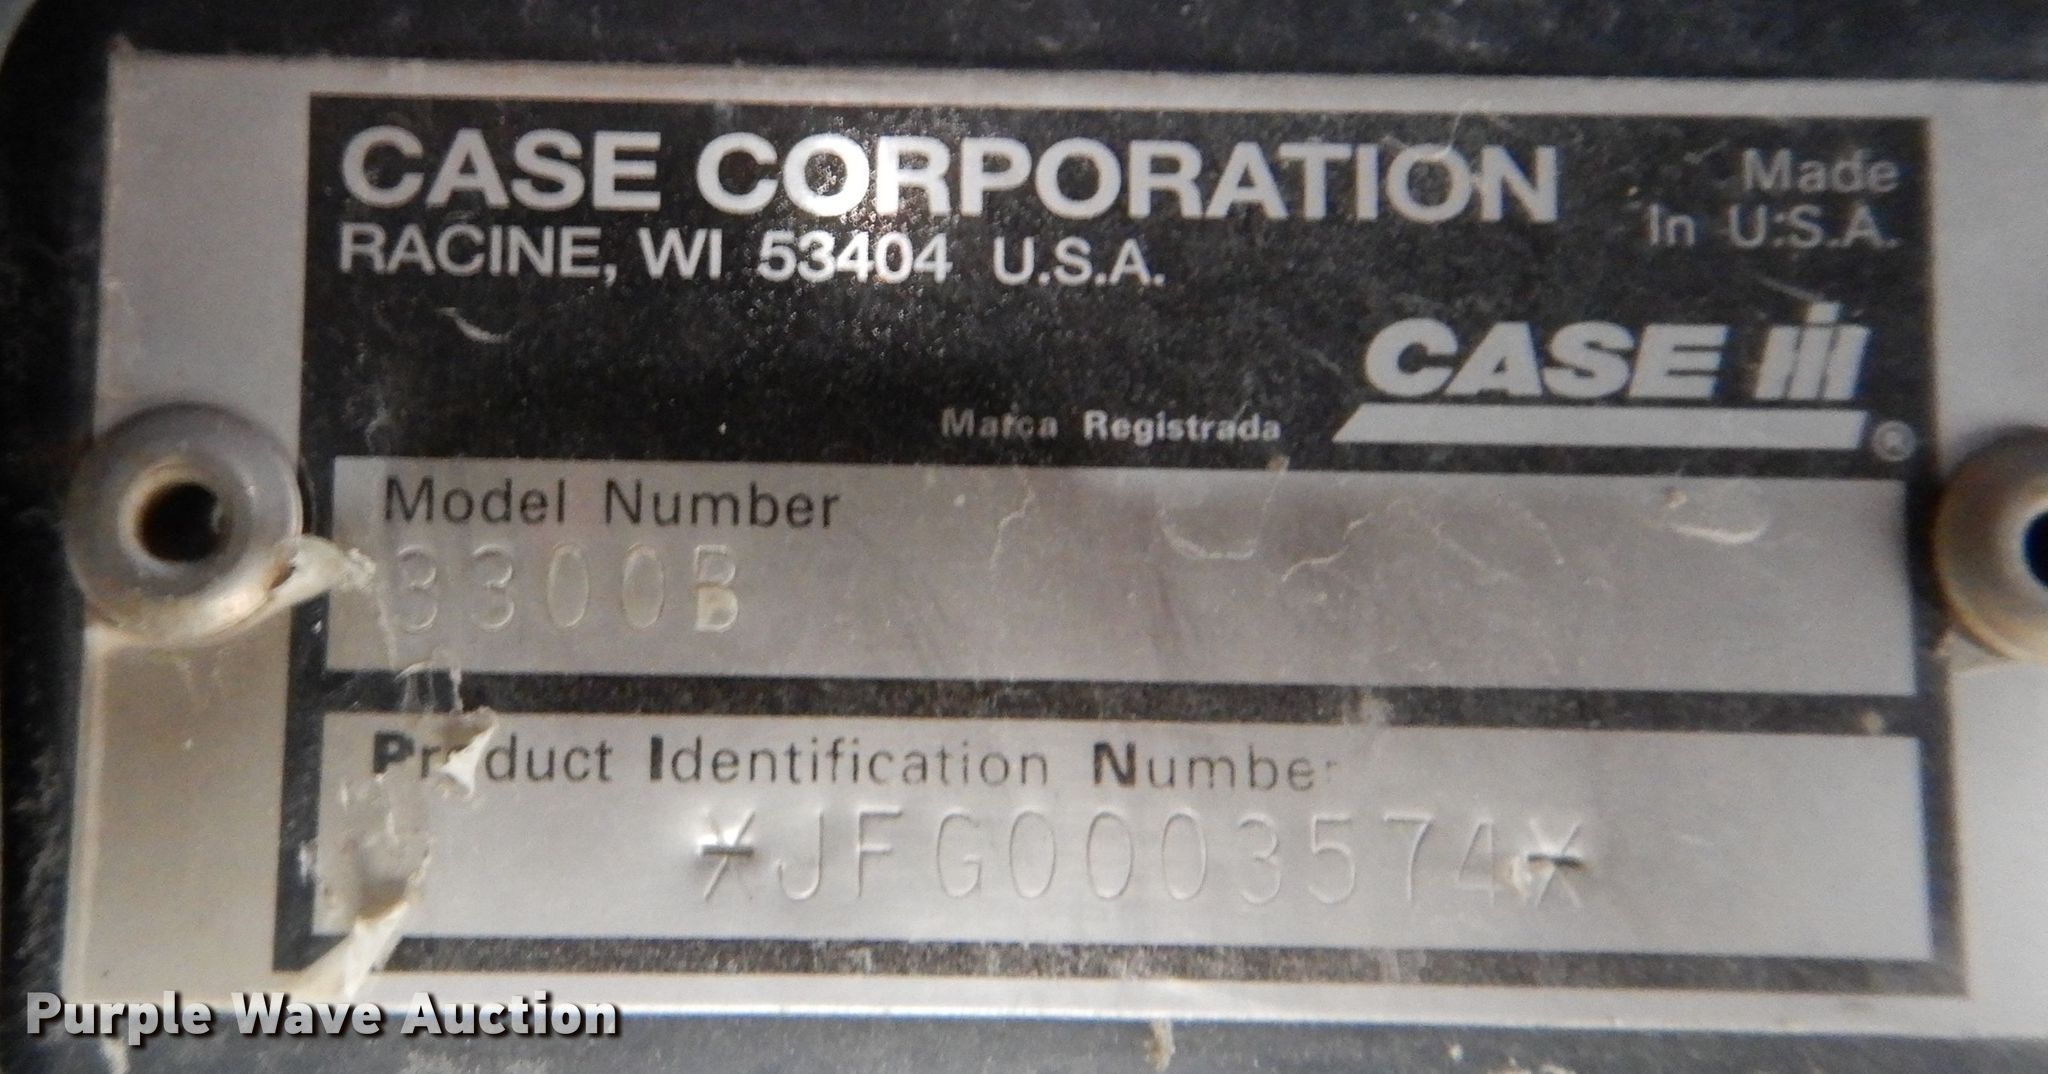 CASE CORPORATION
Made
In U.S.A.
RACINE, WI 53404 U.S.A.
CASE IH
Marca Registrada
®
Model Number
3300B
Product Identification Number
*JFG0003574*
Purple Wave Auction